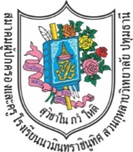 สมาคมผู้ปกครองและครูโรงเรียนนวมินทราชินูทิศ สวนกุหลาบวิทยาลัย ปทุมธานี
สุวิชาโน ภวํ โหติ